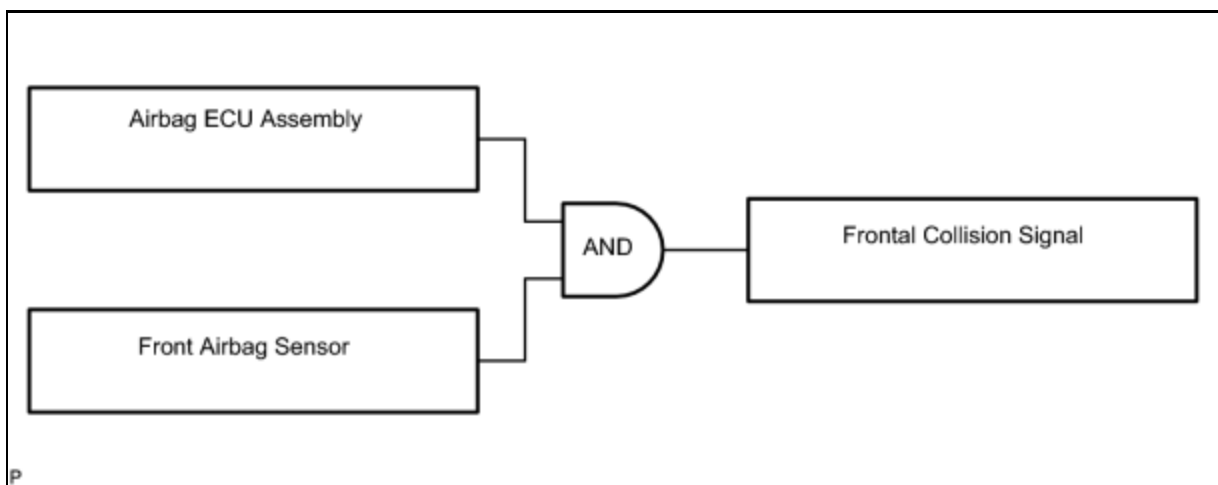 Airbag ECU Assembly
AND
Frontal Collision Signal
Front Airbag Sensor
P